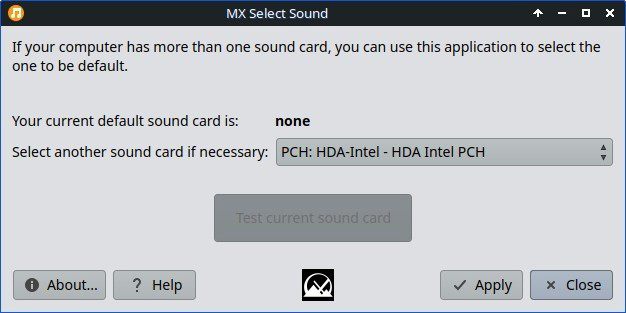 MX Select Sound
If your computer has more than one sound card, you can use this application to select the
one to be default.
Your current default sound card is: none
Select another sound card if necessary: PCH: HDA-Intel - HDA Intel PCH
Test current sound card
About... Help Apply Close